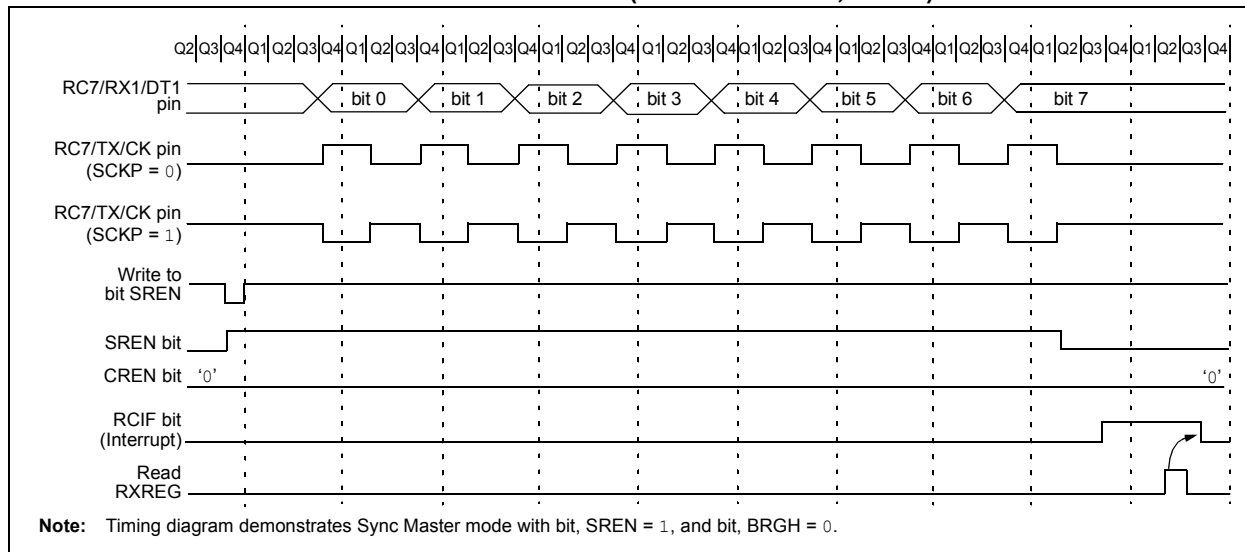 Q2 Q3 Q4 Q1 Q2 Q3 Q4 Q1 Q2 Q3 Q4 Q1 Q2 Q3 Q4 Q1 Q2 Q3 Q4 Q1 Q2 Q3 Q4 Q1 Q2 Q3 Q4 Q1 Q2 Q3 Q4 Q1 Q2 Q3 Q4 Q1 Q2 Q3 Q4 Q1 Q2 Q3 Q4
RC7/RX1/DT1
pin
bit 0 bit 1 bit 2 bit 3 bit 4 bit 5 bit 6 bit 7
RC7/TX/CK pin
(SCKP = 0)
RC7/TX/CK pin
(SCKP = 1)
Write to
bit SREN
SREN bit
CREN bit '0' '0'
RCIF bit
(Interrupt)
Read
RXREG
Note: Timing diagram demonstrates Sync Master mode with bit, SREN = 1, and bit, BRGH = 0.